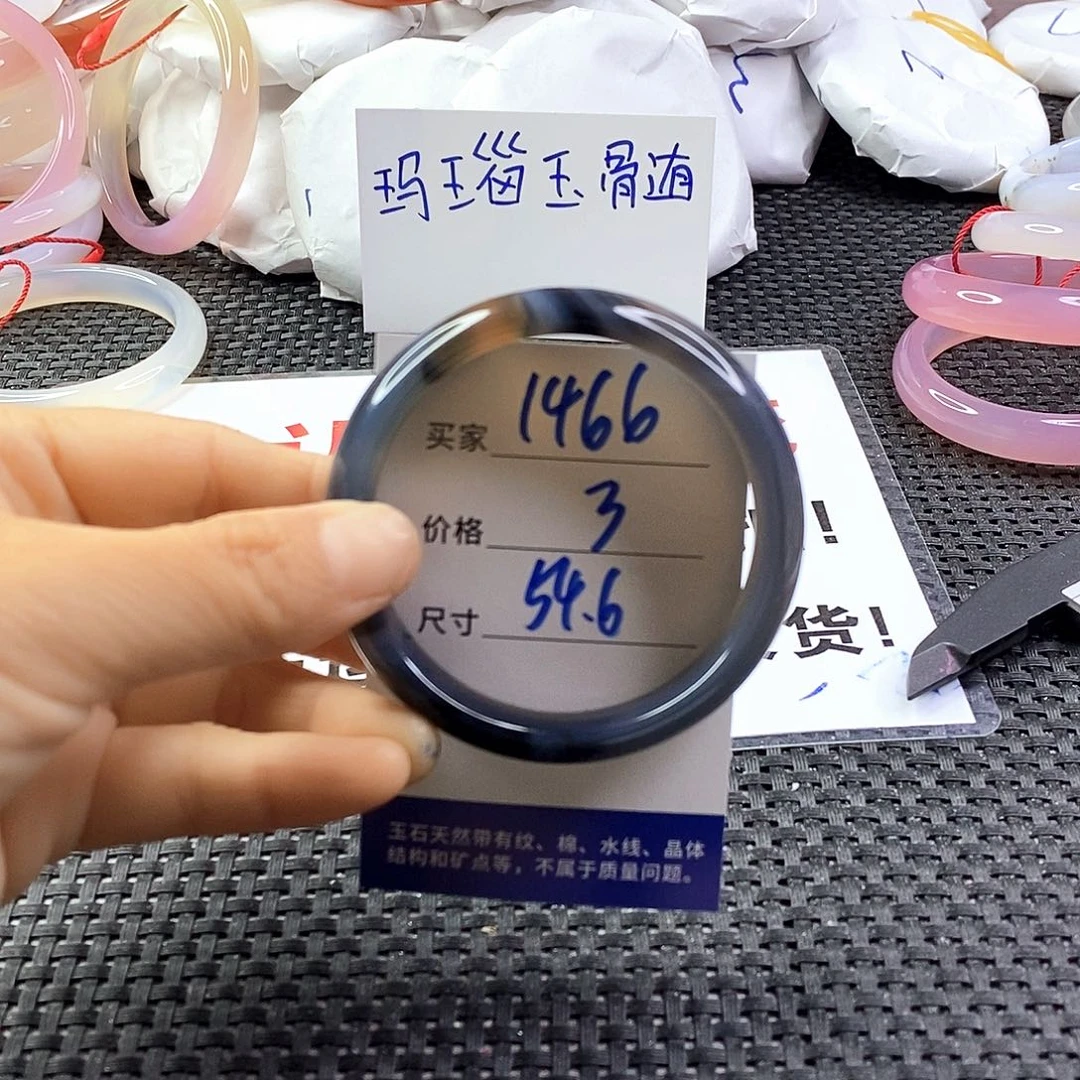 玛瑙玉骨遖
买家 1466
价格 3
尺寸 54.6
货!
玉石天然带有纹、棉、水线、晶体
结构和矿点等，不属于质量问题。